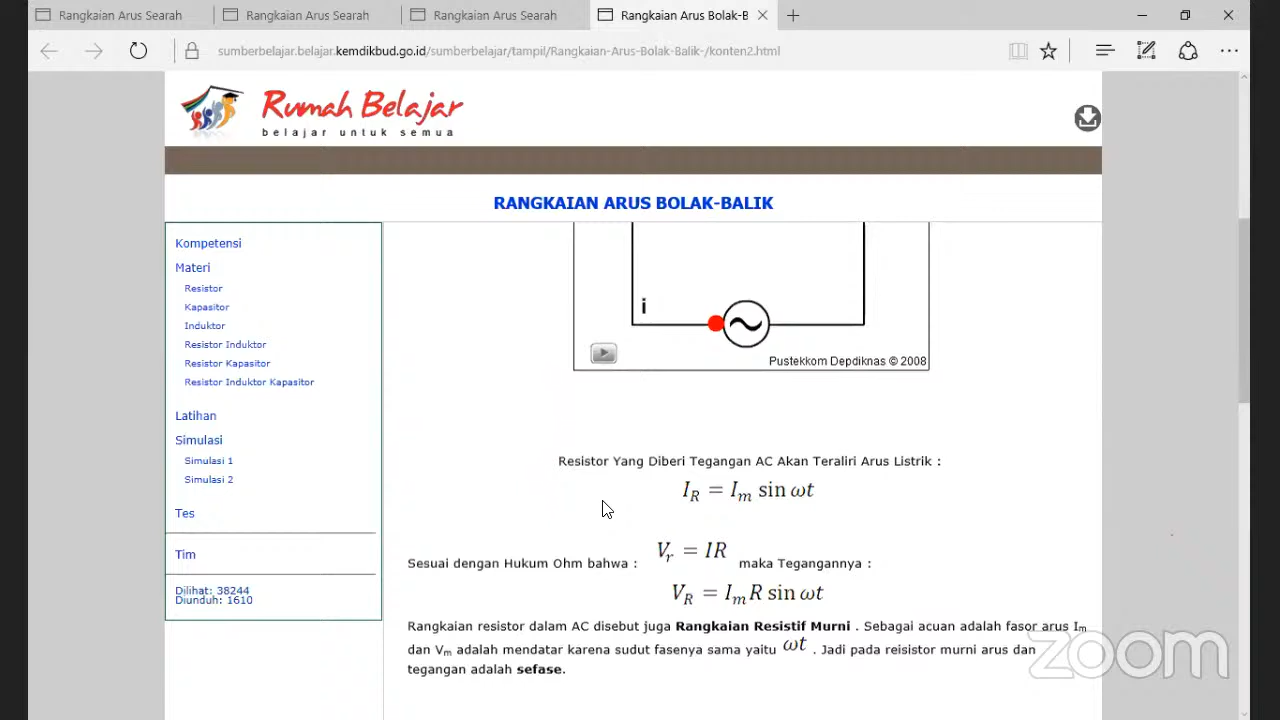 Rangkaian Arus Searah
Rangkaian Arus Searah
Rangkaian Arus Searah
Rangkaian Arus Bolak-B
sumberbelajar.belajar.kemdikbud.go.id/sumberbelajar/tampil/Rangkaian-Arus-Bolak-Balik-/konten2.html
Rumah Belajar
belajar untuk semua
RANGKAIAN ARUS BOLAK-BALIK
Kompetensi
Materi
Resistor
Kapasitor
Induktor
Resistor Induktor
Resistor Kapasitor
Resistor Induktor Kapasitor
Latihan
Simulasi
Simulasi 1
Simulasi 2
Tes
Tim
Dilihat: 38244
Diunduh: 1610
i
Pustekkom Depdiknas © 2008
Resistor Yang Diberi Tegangan AC Akan Teraliri Arus Listrik :
I_R = I_m sin ωt
Sesuai dengan Hukum Ohm bahwa : V_r = IR maka Tegangannya :
V_R = I_m R sin ωt
Rangkaian resistor dalam AC disebut juga Rangkaian Resistif Murni . Sebagai acuan adalah fasor arus Iₘ
dan Vₘ adalah mendatar karena sudut fasenya sama yaitu ωt . Jadi pada reisistor murni arus dan
tegangan adalah sefase.
zoom